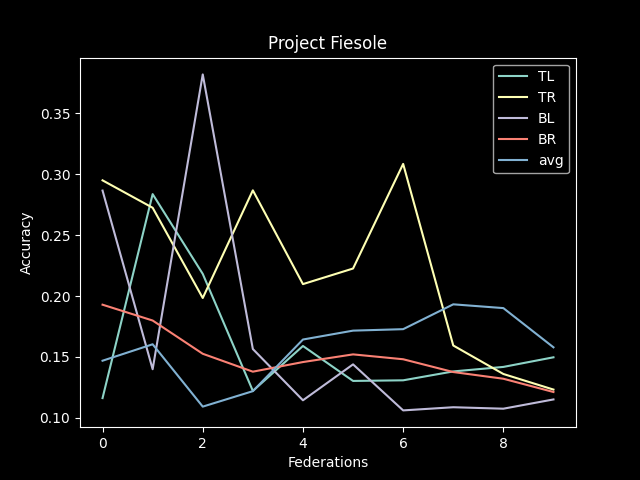 Project Fiesole
TL
TR
BL
BR
avg
0.35
0.30
0.25
0.20
0.15
0.10
Accuracy
0 2 4 6 8
Federations